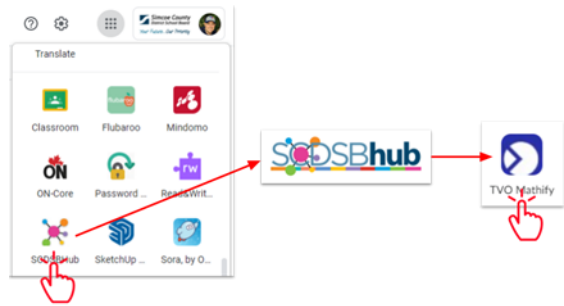 Simcoe County
District School Board
Your Future. Our Priority
Translate
Classroom
Flubaroo
Mindomo
ON
ON-Core
Password ...
rw
Read&Writ...
SCDSBHub
SketchUp ...
Sora, by O...
SCDSBhub
TVO Mathify